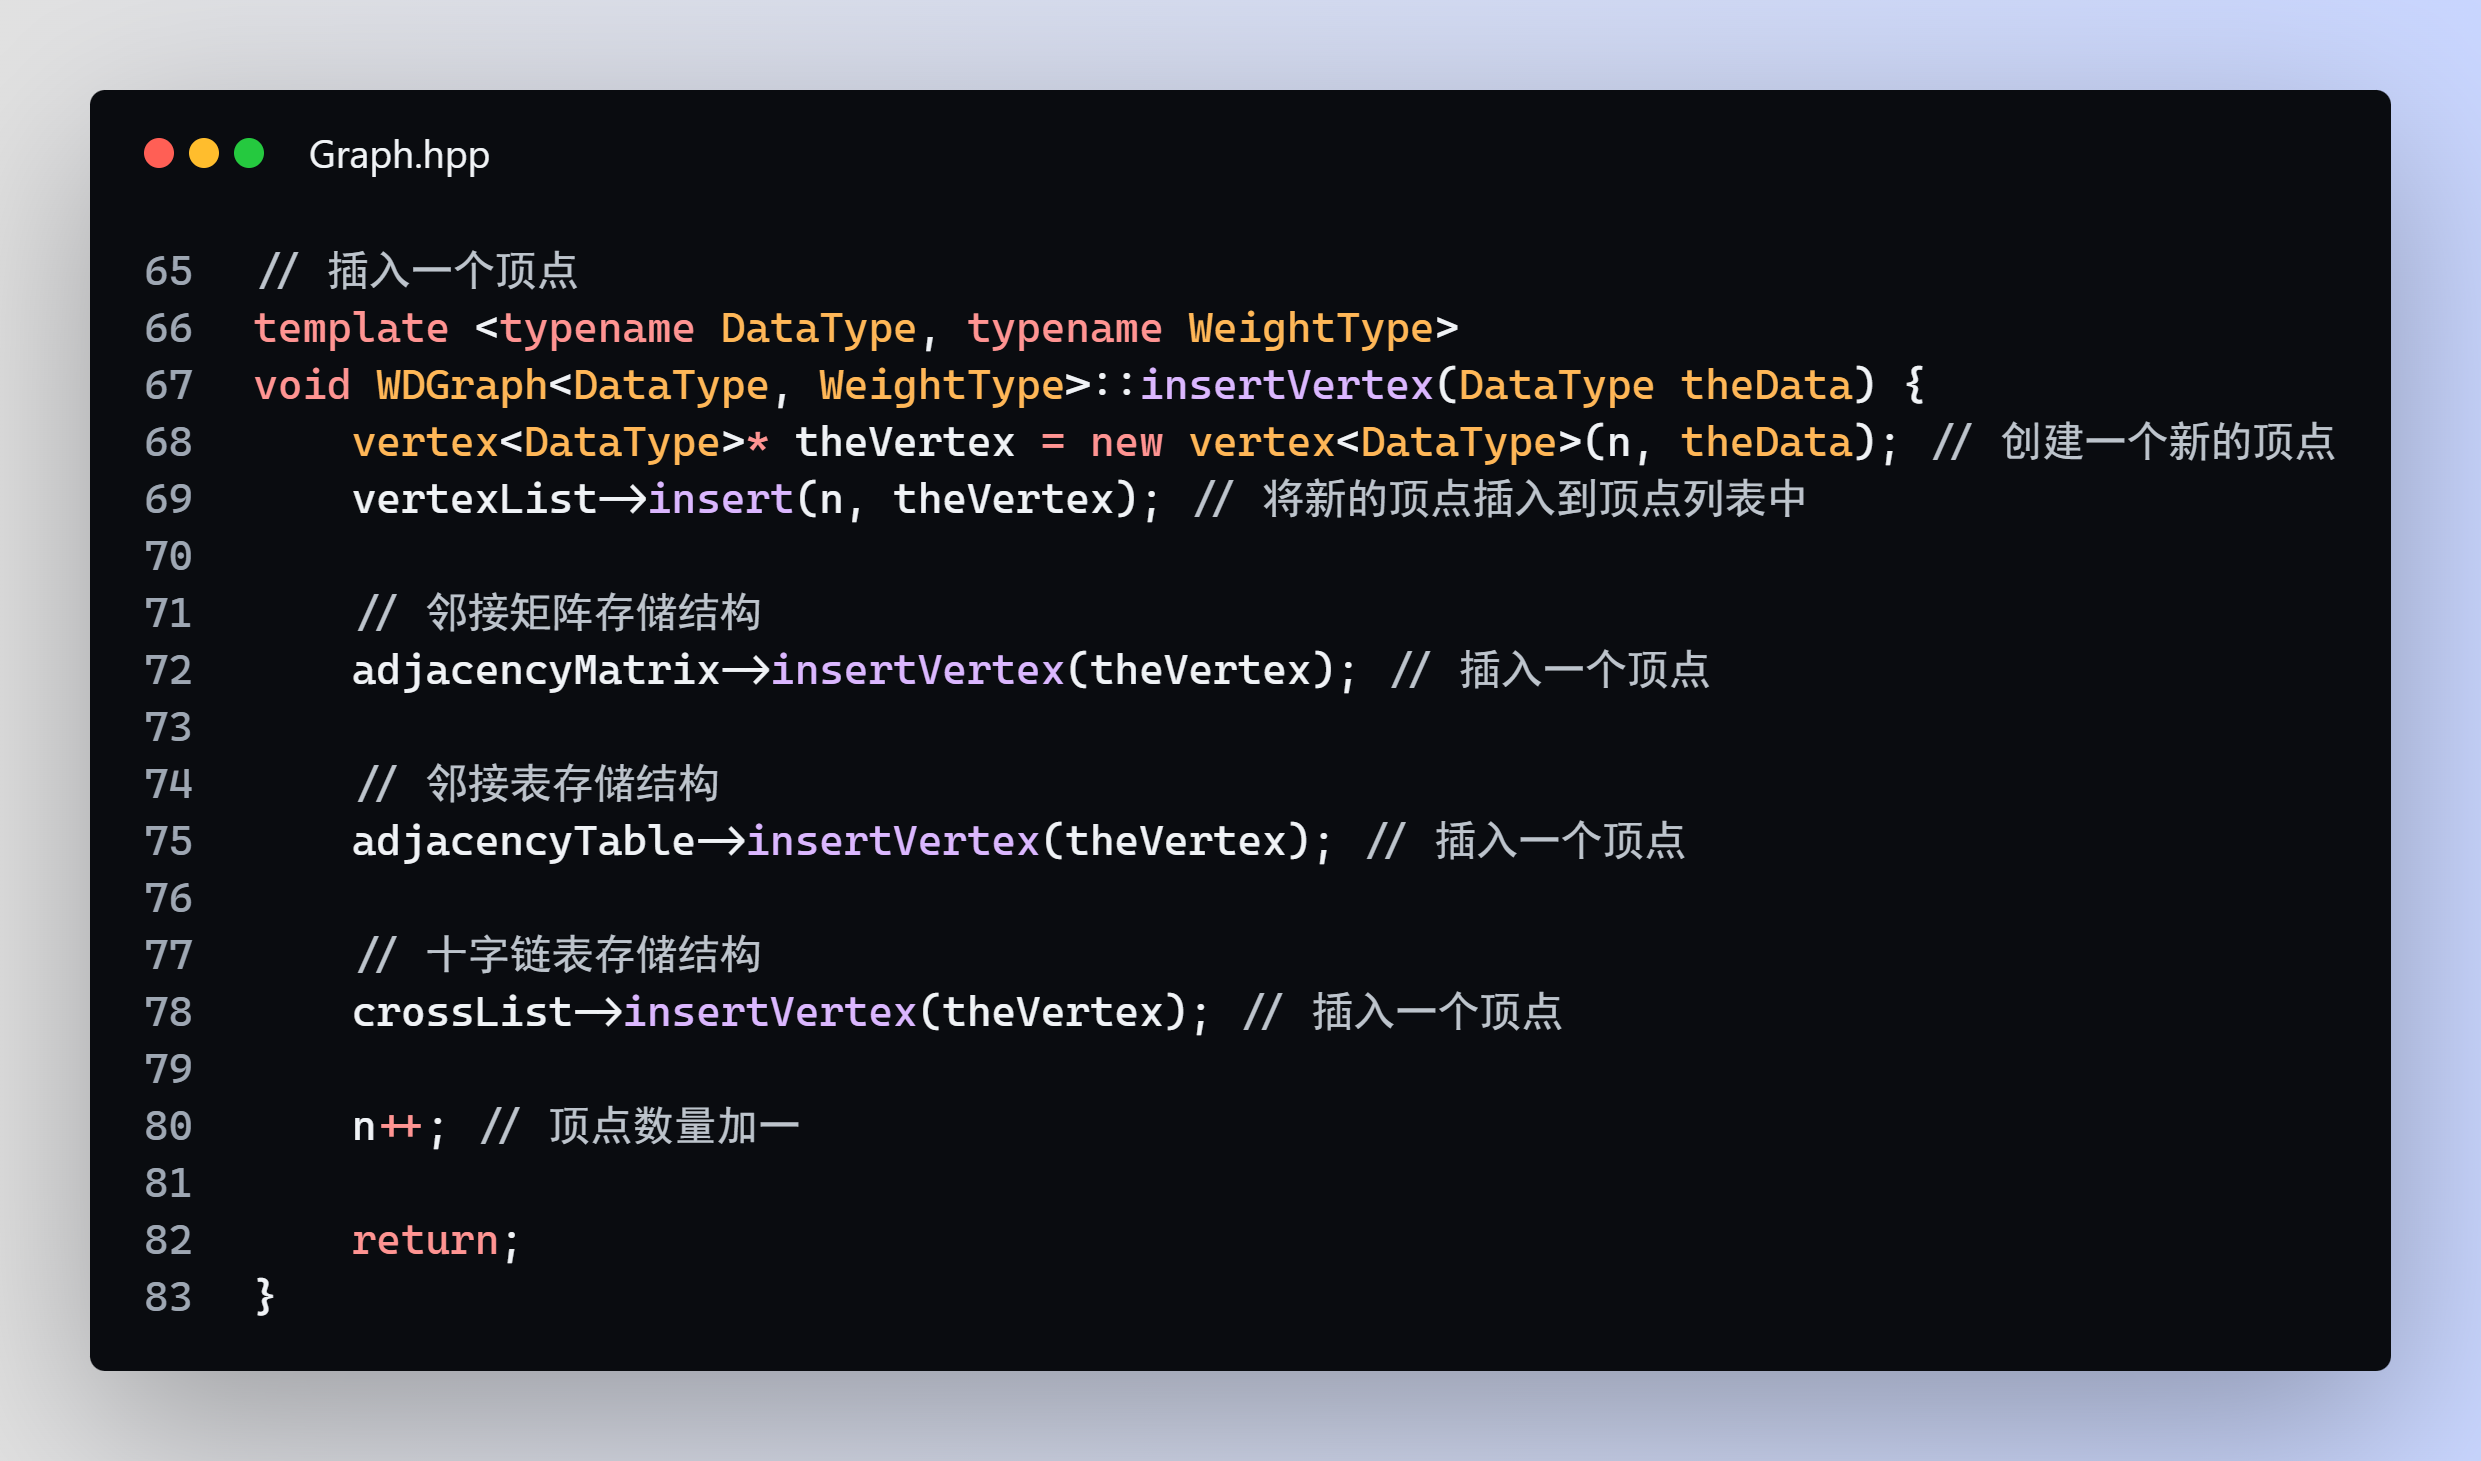 Graph.hpp
65 // 插入一个顶点
66 template <typename DataType, typename WeightType>
67 void WDGraph<DataType, WeightType>::insertVertex(DataType theData) {
68     vertex<DataType>* theVertex = new vertex<DataType>(n, theData); // 创建一个新的顶点
69     vertexList->insert(n, theVertex); // 将新的顶点插入到顶点列表中
70
71     // 邻接矩阵存储结构
72     adjacencyMatrix->insertVertex(theVertex); // 插入一个顶点
73
74     // 邻接表存储结构
75     adjacencyTable->insertVertex(theVertex); // 插入一个顶点
76
77     // 十字链表存储结构
78     crossList->insertVertex(theVertex); // 插入一个顶点
79
80     n++; // 顶点数量加一
81
82     return;
83 }